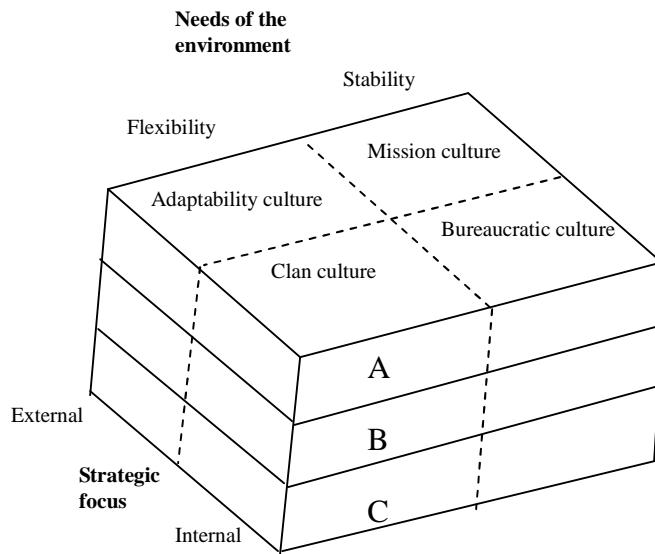 Needs of the
environment
Stability
Flexibility
Mission culture
Adaptability culture
Bureaucratic culture
Clan culture
A
B
External
Strategic
focus
C
Internal